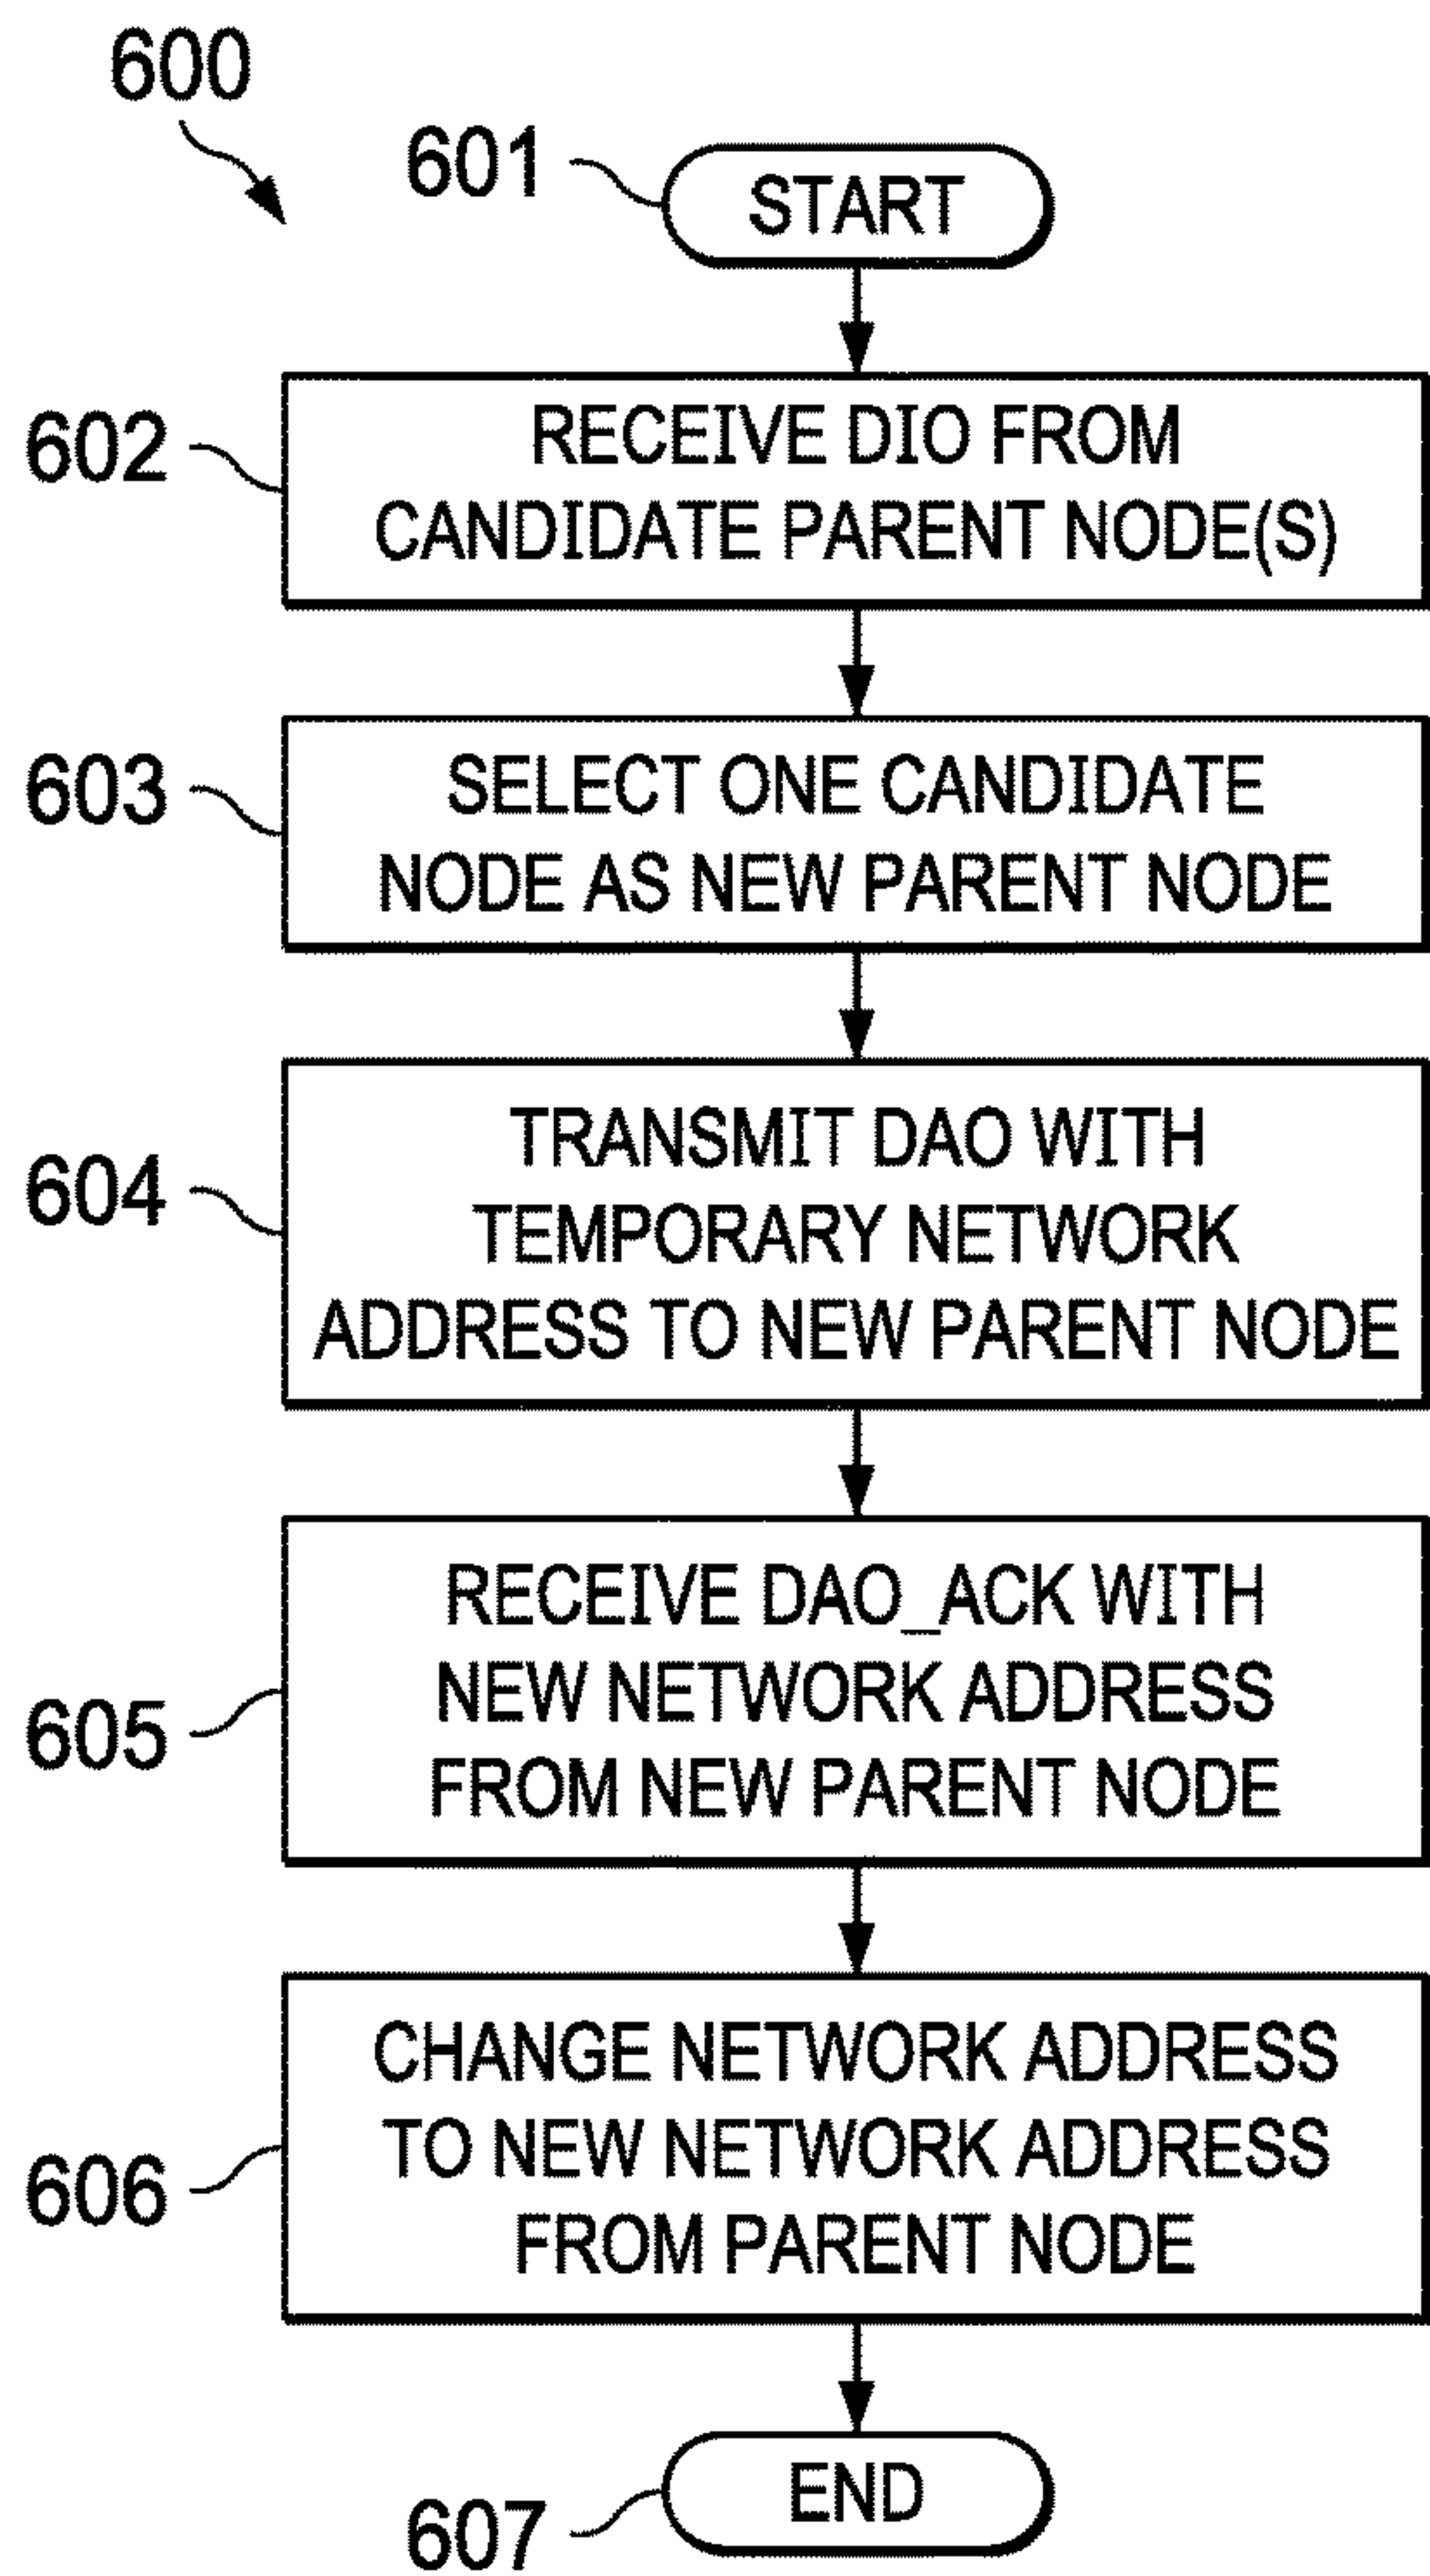 600
601
START
602
RECEIVE DIO FROM
CANDIDATE PARENT NODE(S)
603
SELECT ONE CANDIDATE
NODE AS NEW PARENT NODE
604
TRANSMIT DAO WITH
TEMPORARY NETWORK
ADDRESS TO NEW PARENT NODE
605
RECEIVE DAO_ACK WITH
NEW NETWORK ADDRESS
FROM NEW PARENT NODE
606
CHANGE NETWORK ADDRESS
TO NEW NETWORK ADDRESS
FROM PARENT NODE
607
END